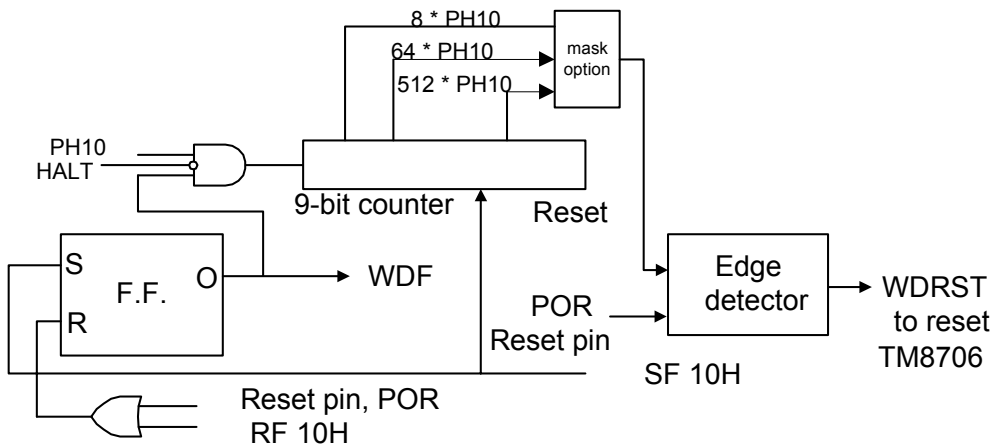 8 * PH10
64 * PH10
512 * PH10
mask
option
PH10
HALT
9-bit counter
Reset
S
O
F.F.
R
WDF
Edge
detector
POR
Reset pin
WDRST
to reset
TM8706
SF 10H
Reset pin, POR
RF 10H